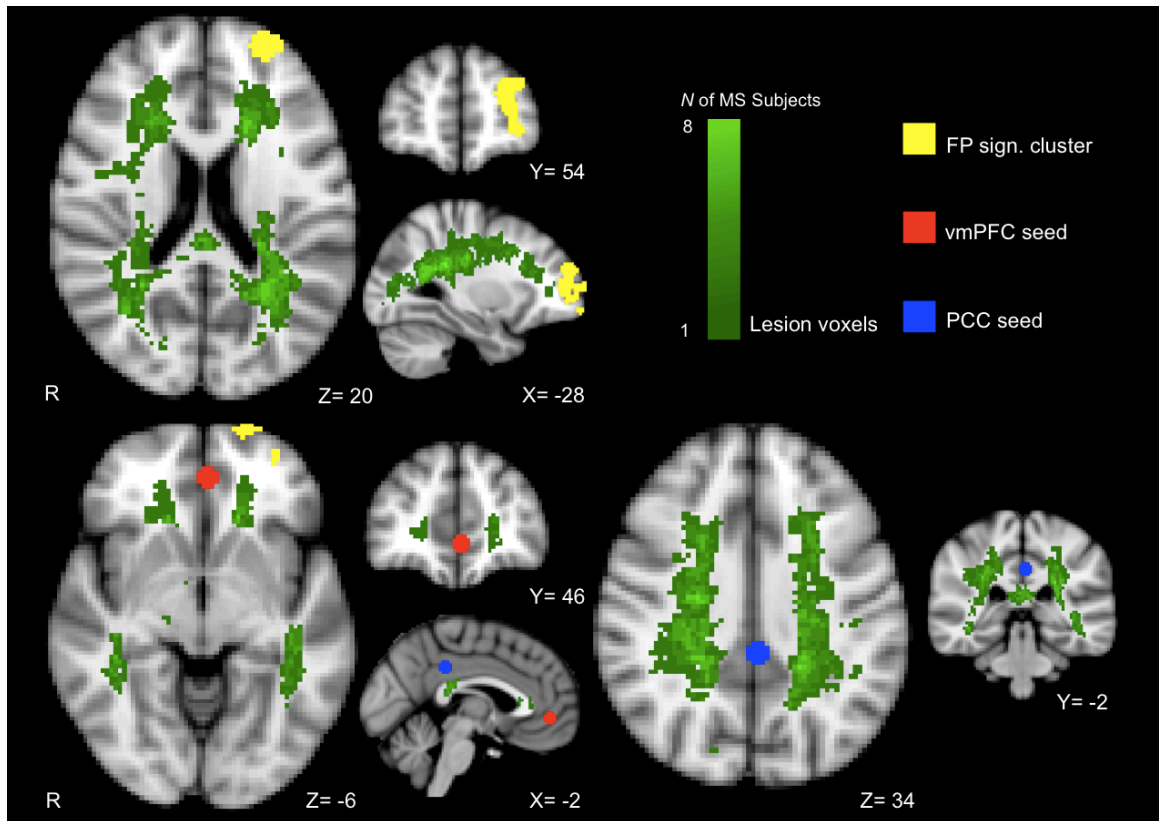 N of MS Subjects
8
1
Lesion voxels
FP sign. cluster
vmPFC seed
PCC seed
Y= 54
R
Z= 20
X= -28
Y= 46
R
Z= -6
X= -2
Z= 34
Y= -2